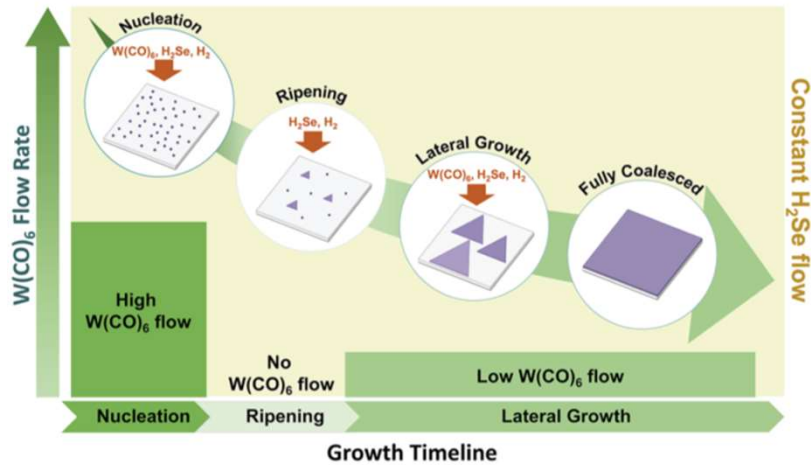 Nucleation
W(CO)₆, H₂Se, H₂
Ripening
H₂Se, H₂
Lateral Growth
W(CO)₆, H₂Se, H₂
Fully Coalesced
W(CO)₆ Flow Rate
Constant H₂Se flow
High
W(CO)₆ flow
No
W(CO)₆ flow
Low W(CO)₆ flow
Nucleation
Ripening
Lateral Growth
Growth Timeline